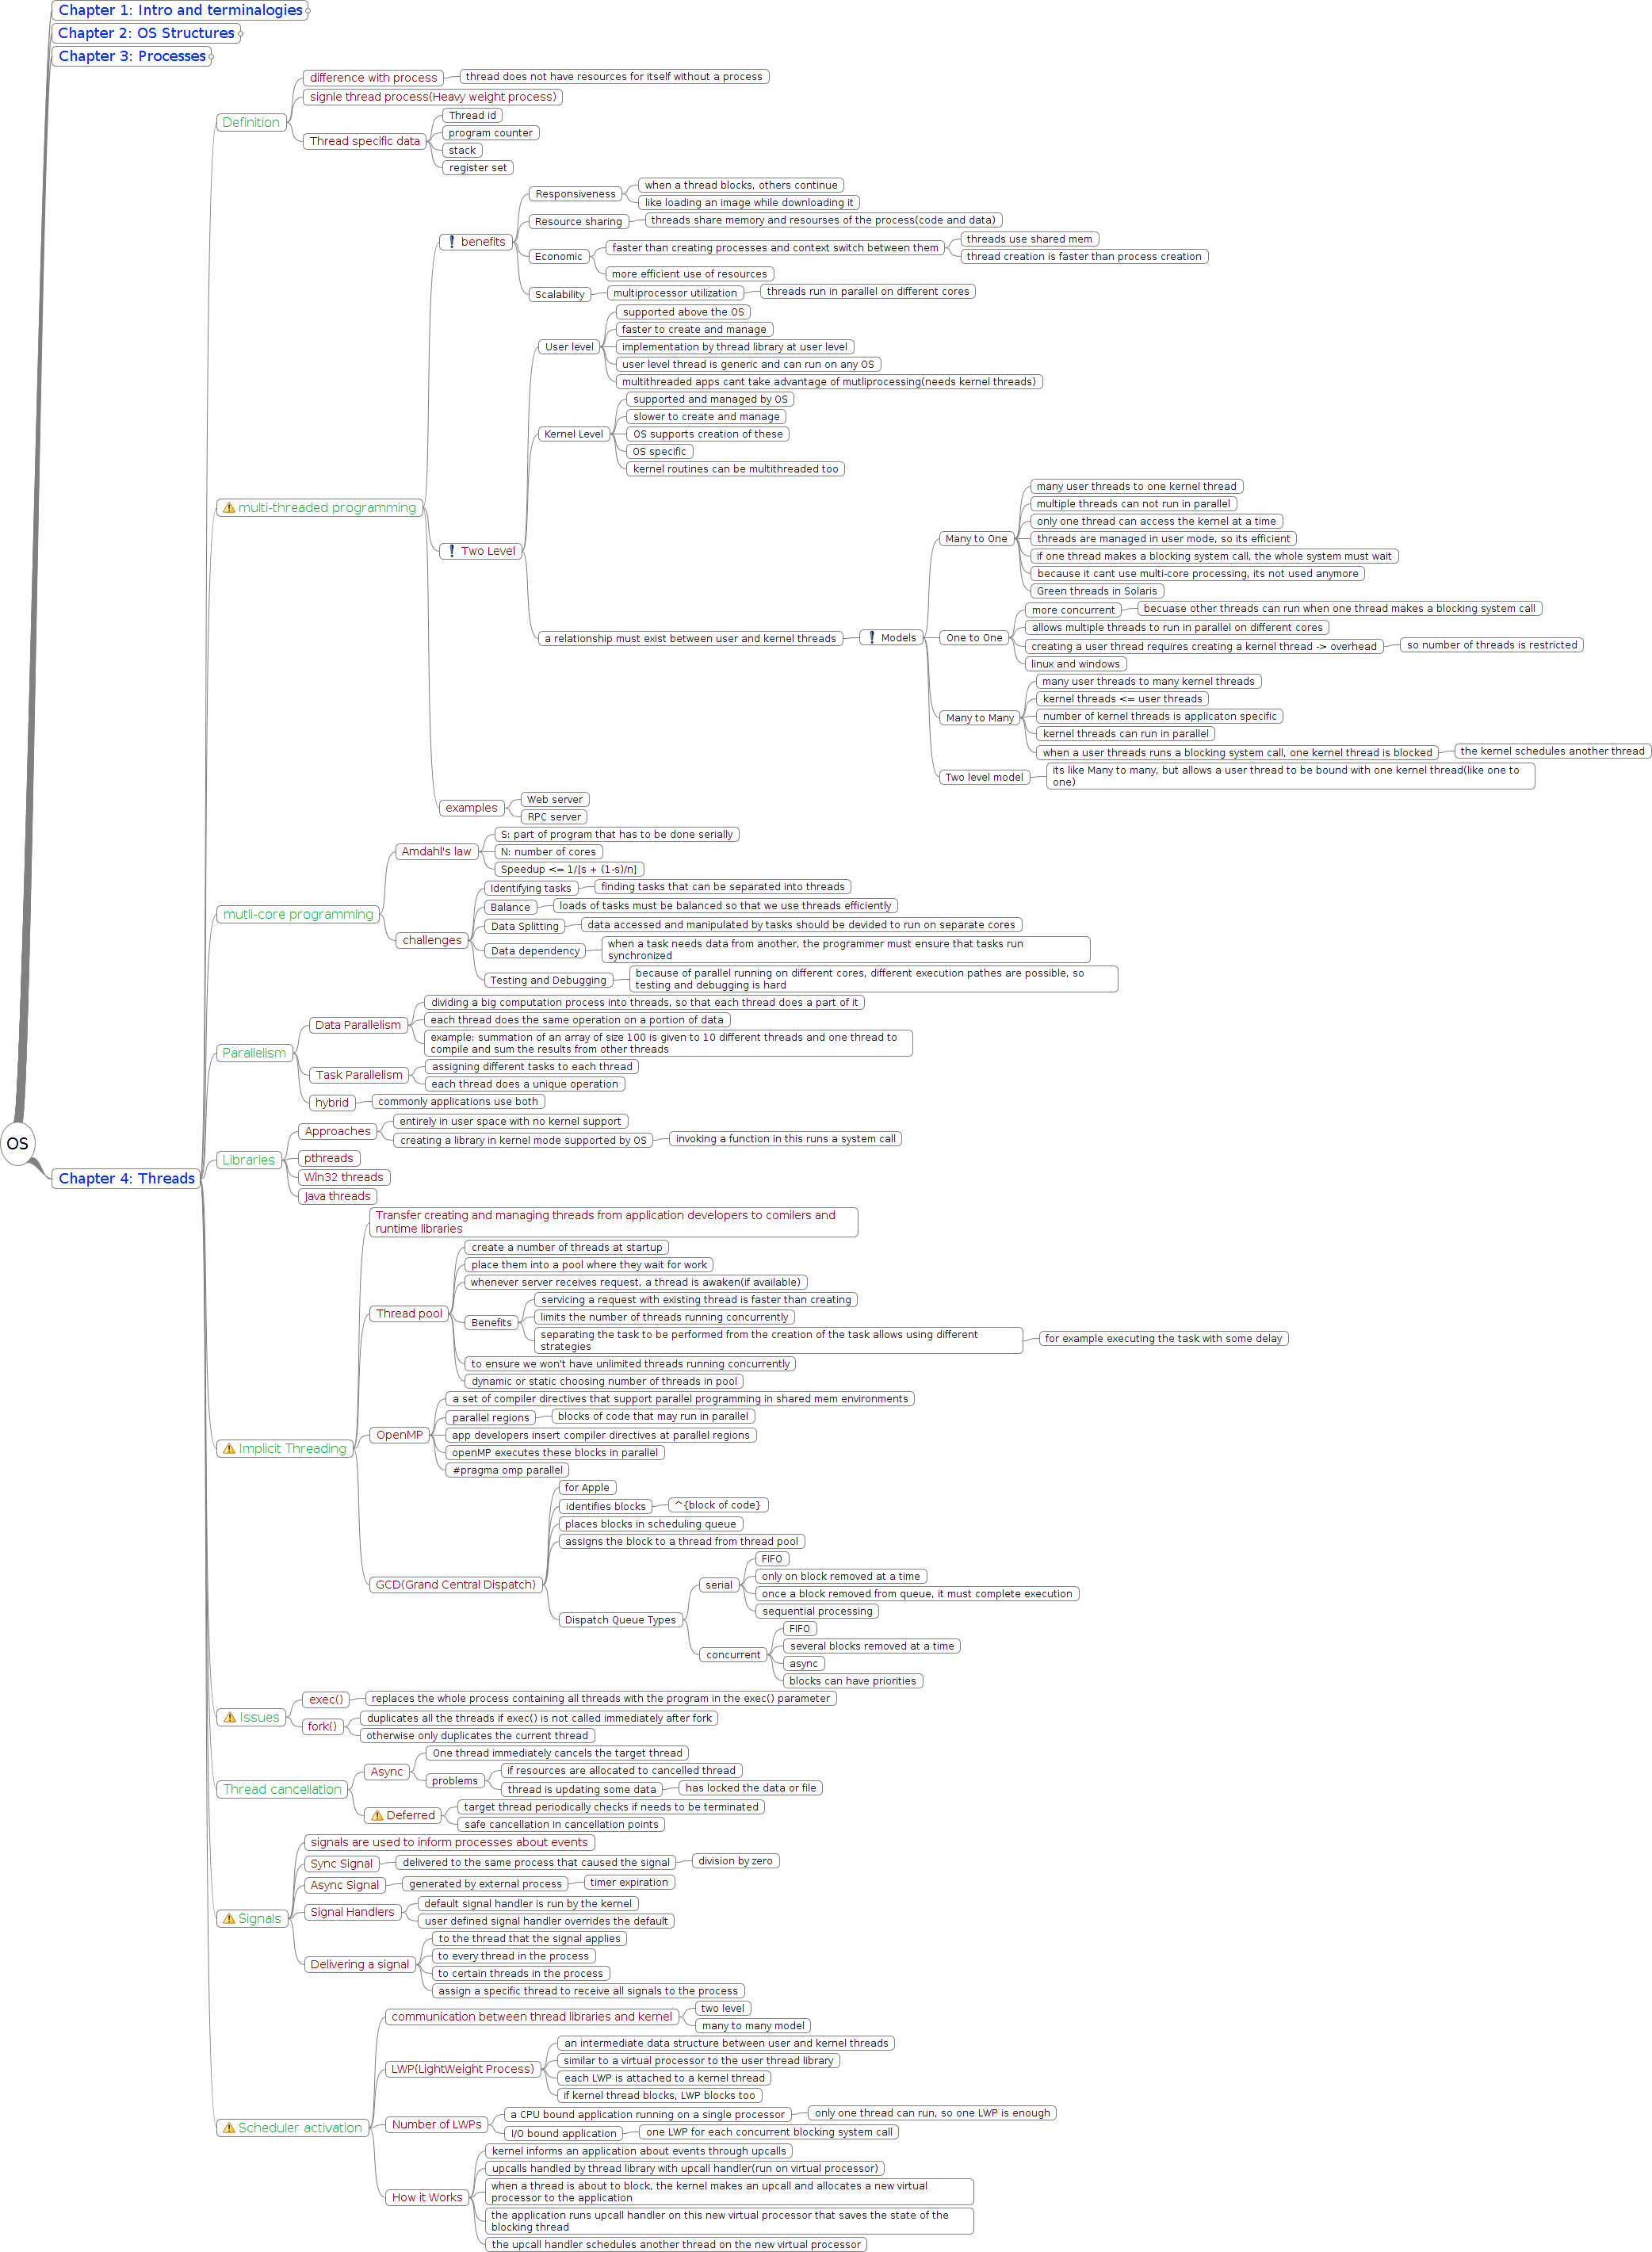 Chapter 1: Intro and terminalogies
Chapter 2: OS Structures
Chapter 3: Processes
OS
Chapter 4: Threads
Definition
difference with process
thread does not have resources for itself without a process
signle thread process(Heavy weight process)
Thread specific data
Thread id
program counter
stack
register set
multi-threaded programming
benefits
Responsiveness
when a thread blocks, others continue
like loading an image while downloading it
Resource sharing
threads share memory and resourses of the process(code and data)
Economic
faster than creating processes and context switch between them
threads use shared mem
thread creation is faster than process creation
more efficient use of resources
Scalability
multiprocessor utilization
threads run in parallel on different cores
Two Level
User level
supported above the OS
faster to create and manage
implementation by thread library at user level
user level thread is generic and can run on any OS
multithreaded apps cant take advantage of mutliprocessing(needs kernel threads)
Kernel Level
supported and managed by OS
slower to create and manage
OS supports creation of these
OS specific
kernel routines can be multithreaded too
a relationship must exist between user and kernel threads
Models
Many to One
many user threads to one kernel thread
multiple threads can not run in parallel
only one thread can access the kernel at a time
threads are managed in user mode, so its efficient
if one thread makes a blocking system call, the whole system must wait
because it cant use multi-core processing, its not used anymore
Green threads in Solaris
One to One
more concurrent
becuase other threads can run when one thread makes a blocking system call
allows multiple threads to run in parallel on different cores
creating a user thread requires creating a kernel thread -> overhead
so number of threads is restricted
linux and windows
Many to Many
many user threads to many kernel threads
kernel threads <= user threads
number of kernel threads is applicaton specific
kernel threads can run in parallel
when a user threads runs a blocking system call, one kernel thread is blocked
the kernel schedules another thread
Two level model
its like Many to many, but allows a user thread to be bound with one kernel thread(like one to
one)
examples
Web server
RPC server
mutli-core programming
Amdahl's law
S: part of program that has to be done serially
N: number of cores
Speedup <= 1/[s + (1-s)/n]
challenges
Identifying tasks
finding tasks that can be separated into threads
Balance
loads of tasks must be balanced so that we use threads efficiently
Data Splitting
data accessed and manipulated by tasks should be devided to run on separate cores
Data dependency
when a task needs data from another, the programmer must ensure that tasks run
synchronized
Testing and Debugging
because of parallel running on different cores, different execution pathes are possible, so
testing and debugging is hard
Parallelism
Data Parallelism
dividing a big computation process into threads, so that each thread does a part of it
each thread does the same operation on a portion of data
example: summation of an array of size 100 is given to 10 different threads and one thread to
compile and sum the results from other threads
Task Parallelism
assigning different tasks to each thread
each thread does a unique operation
hybrid
commonly applications use both
Libraries
Approaches
entirely in user space with no kernel support
creating a library in kernel mode supported by OS
invoking a function in this runs a system call
pthreads
Win32 threads
Java threads
Implicit Threading
Transfer creating and managing threads from application developers to comilers and
runtime libraries
Thread pool
create a number of threads at startup
place them into a pool where they wait for work
whenever server receives request, a thread is awaken(if available)
Benefits
servicing a request with existing thread is faster than creating
limits the number of threads running concurrently
separating the task to be performed from the creation of the task allows using different
strategies
for example executing the task with some delay
to ensure we won't have unlimited threads running concurrently
dynamic or static choosing number of threads in pool
OpenMP
a set of compiler directives that support parallel programming in shared mem environments
parallel regions
blocks of code that may run in parallel
app developers insert compiler directives at parallel regions
openMP executes these blocks in parallel
#pragma omp parallel
GCD(Grand Central Dispatch)
for Apple
identifies blocks
^{block of code}
places blocks in scheduling queue
assigns the block to a thread from thread pool
Dispatch Queue Types
serial
FIFO
only on block removed at a time
once a block removed from queue, it must complete execution
sequential processing
concurrent
FIFO
several blocks removed at a time
async
blocks can have priorities
Issues
exec()
replaces the whole process containing all threads with the program in the exec() parameter
fork()
duplicates all the threads if exec() is not called immediately after fork
otherwise only duplicates the current thread
Thread cancellation
Async
One thread immediately cancels the target thread
problems
if resources are allocated to cancelled thread
thread is updating some data
has locked the data or file
Deferred
target thread periodically checks if needs to be terminated
safe cancellation in cancellation points
Signals
signals are used to inform processes about events
Sync Signal
delivered to the same process that caused the signal
division by zero
Async Signal
generated by external process
timer expiration
Signal Handlers
default signal handler is run by the kernel
user defined signal handler overrides the default
Delivering a signal
to the thread that the signal applies
to every thread in the process
to certain threads in the process
assign a specific thread to receive all signals to the process
Scheduler activation
communication between thread libraries and kernel
two level
many to many model
LWP(LightWeight Process)
an intermediate data structure between user and kernel threads
similar to a virtual processor to the user thread library
each LWP is attached to a kernel thread
if kernel thread blocks, LWP blocks too
Number of LWPs
a CPU bound application running on a single processor
only one thread can run, so one LWP is enough
I/O bound application
one LWP for each concurrent blocking system call
How it Works
kernel informs an application about events through upcalls
upcalls handled by thread library with upcall handler(run on virtual processor)
when a thread is about to block, the kernel makes an upcall and allocates a new virtual
processor to the application
the application runs upcall handler on this new virtual processor that saves the state of the
blocking thread
the upcall handler schedules another thread on the new virtual processor